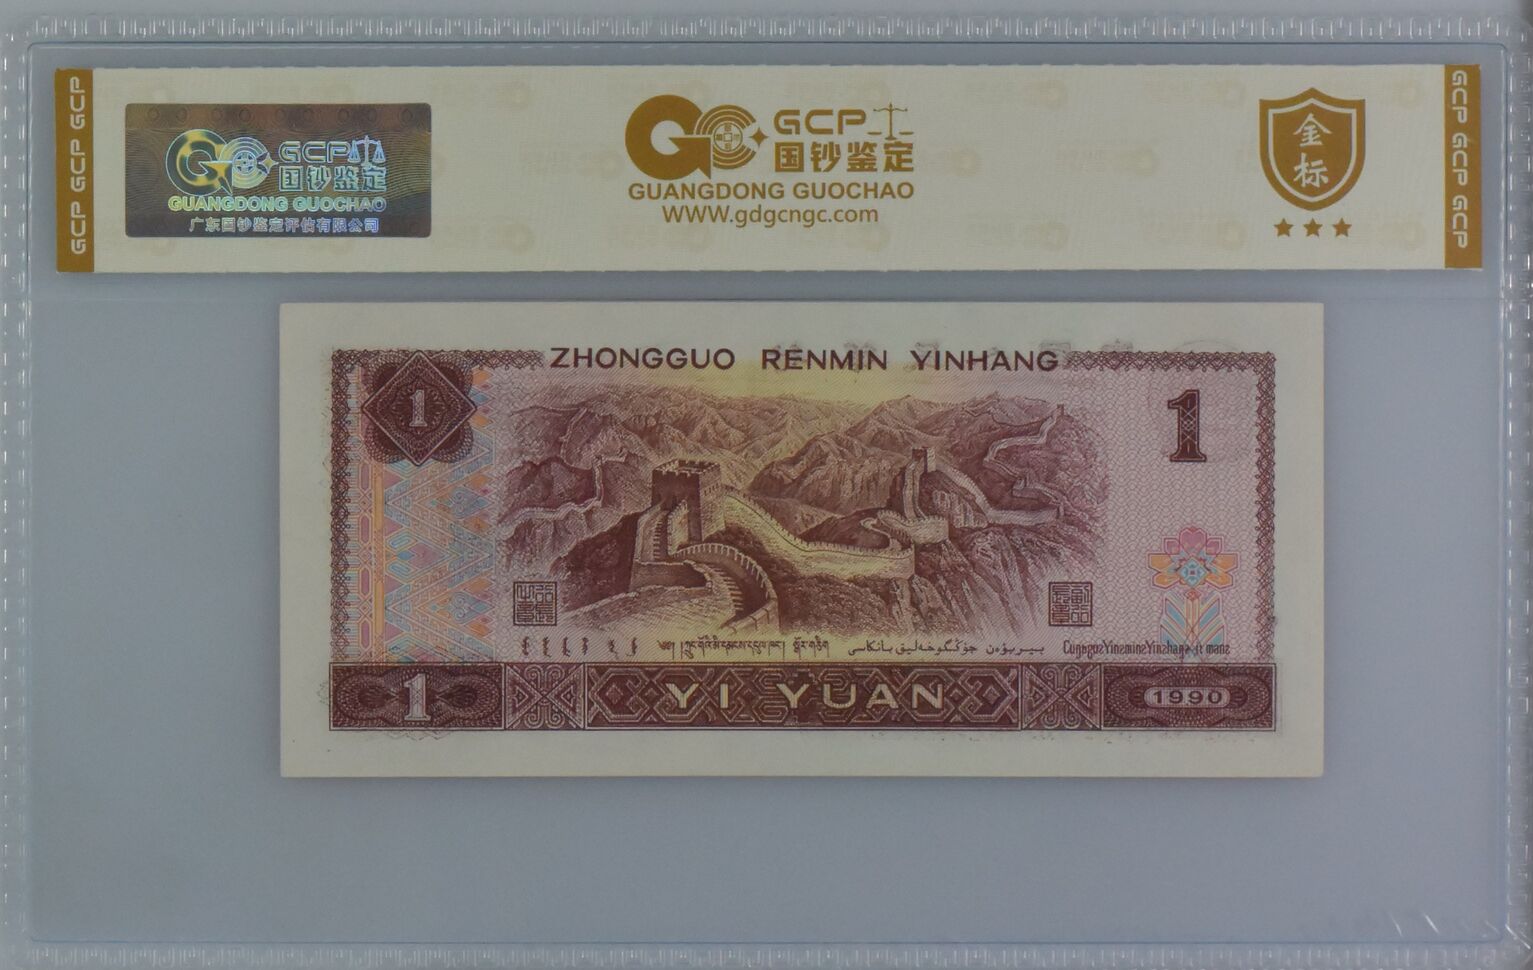 GCP GCP GCP
GCP
国钞鉴定
GUANGDONG GUOCHAO
广东国钞鉴定评估有限公司
GCP
国钞鉴定
GUANGDONG GUOCHAO
WWW.gdgcngc.com
金标
GCP GCP GCP
ZHONGGUO RENMIN YINHANG
1
1
1
YI YUAN
1990